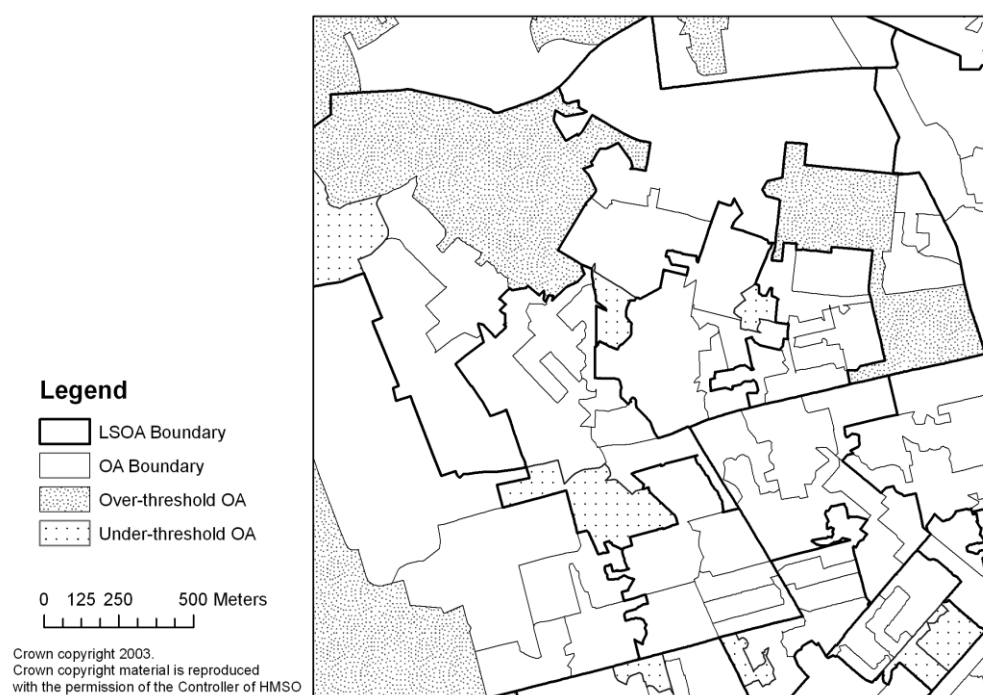 Legend
LSOA Boundary
OA Boundary
Over-threshold OA
Under-threshold OA
0 125 250 500 Meters
Crown copyright 2003.
Crown copyright material is reproduced
with the permission of the Controller of HMSO